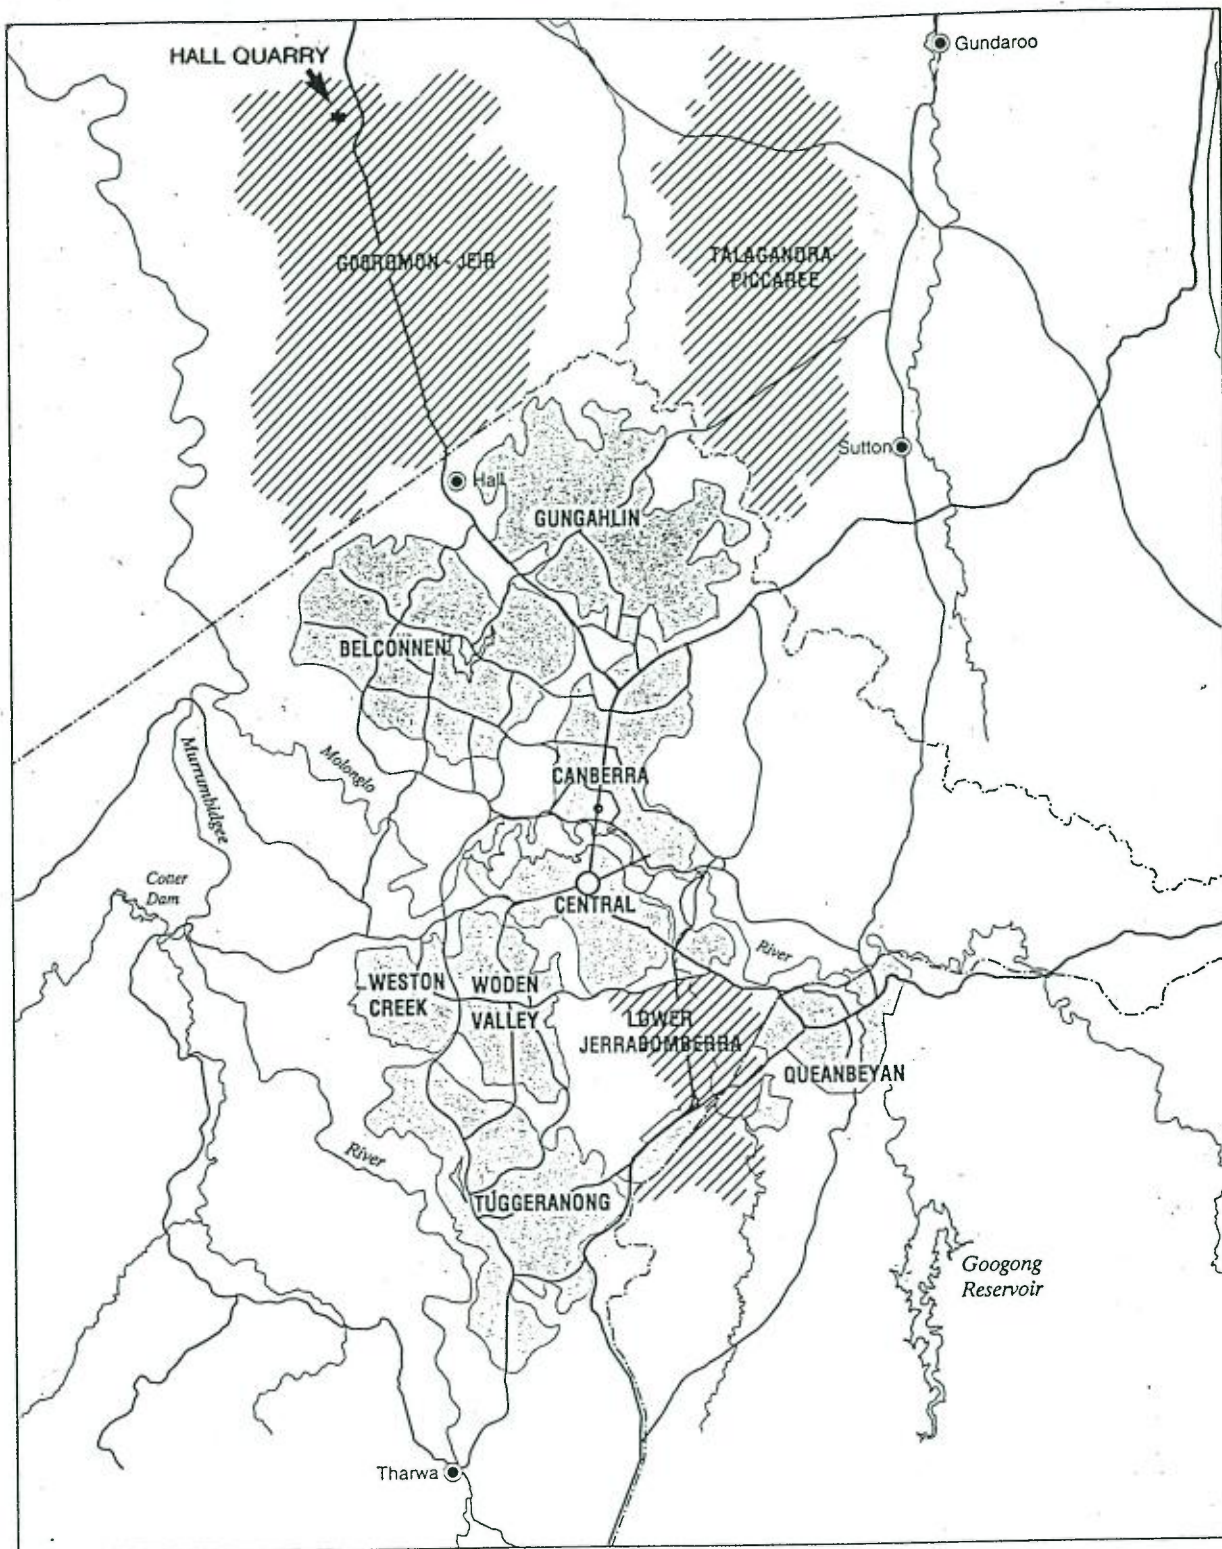 HALL QUARRY
Gundaroo
GOOROMON - JEIR
TALAGANDRA-
PICCAREE
Sutton
Hall
GUNGAHLIN
BELCONNEN
Molonglo
Murrumbidgee
CANBERRA
Cotter
Dam
CENTRAL
River
WESTON
CREEK
WODEN
VALLEY
LOWER
JERRABOMBERRA
QUEANBEYAN
River
TUGGERANONG
Googong
Reservoir
Tharwa